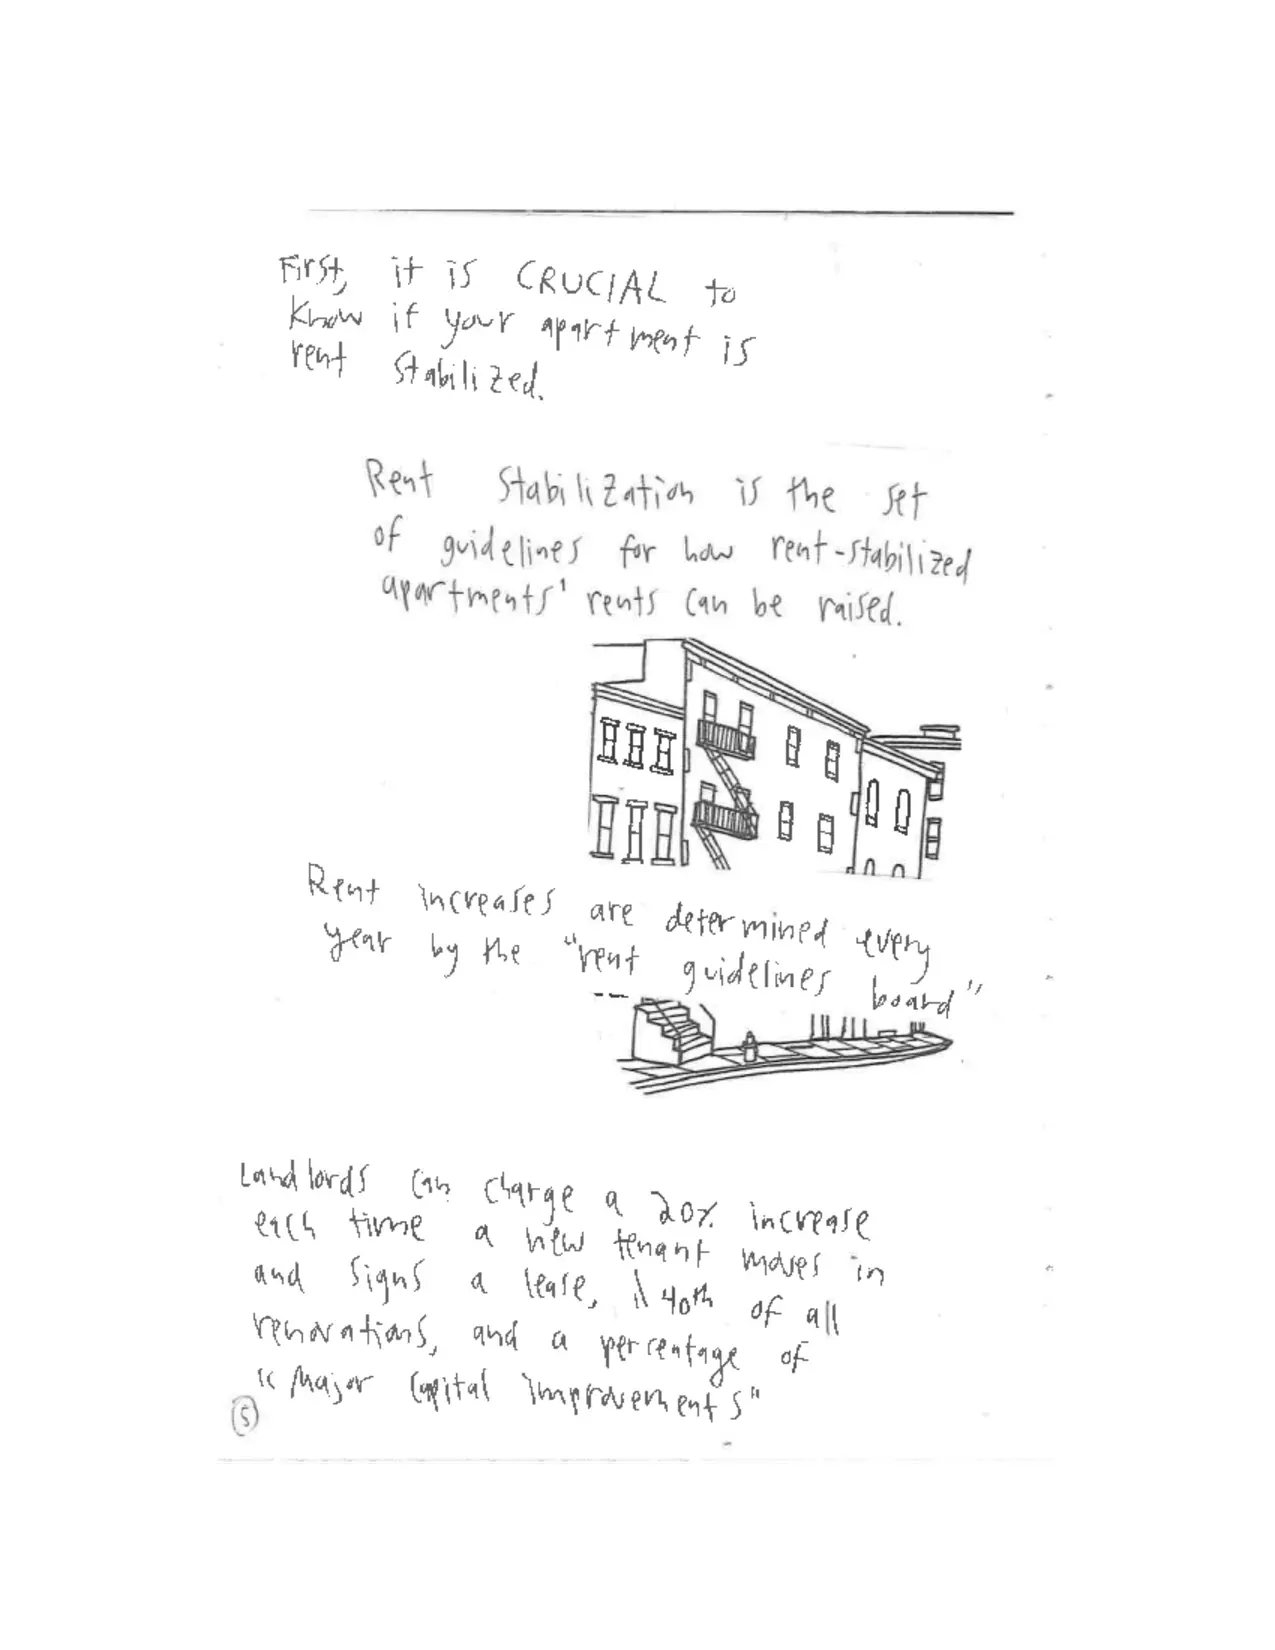 First, it is CRUCIAL to
know if your apartment is
rent stabilized.
Rent Stabilization is the set
of guidelines for how rent-stabilized
apartments' rents can be raised.
Rent increases are determined every
year by the "rent guidelines board"
Landlords can charge a 20% increase
each time a new tenant moves in
and signs a lease, 40th of all
renovations, and a percentage of
"Major Capital Improvements"
5